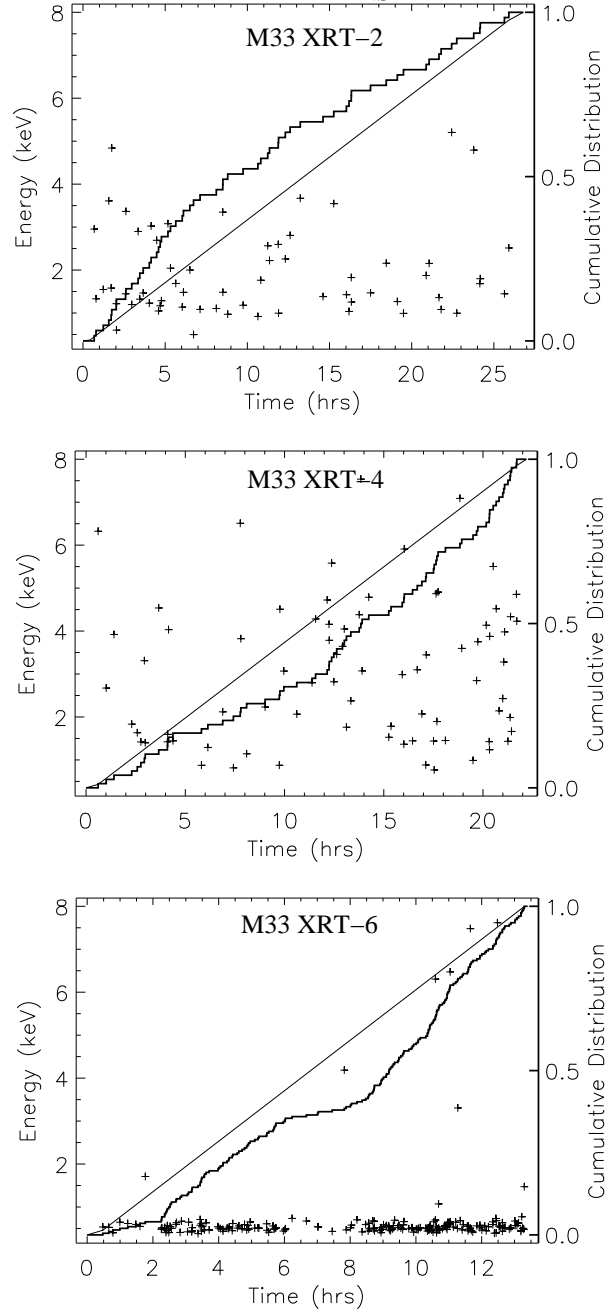 M33 XRT−2
8
6
4
2
Energy (keV)
1.0
0.5
0.0
Cumulative Distribution
0 5 10 15 20 25
Time (hrs)
M33 XRT−4
8
6
4
2
Energy (keV)
1.0
0.5
0.0
Cumulative Distribution
0 5 10 15 20
Time (hrs)
M33 XRT−6
8
6
4
2
Energy (keV)
1.0
0.5
0.0
Cumulative Distribution
0 2 4 6 8 10 12
Time (hrs)